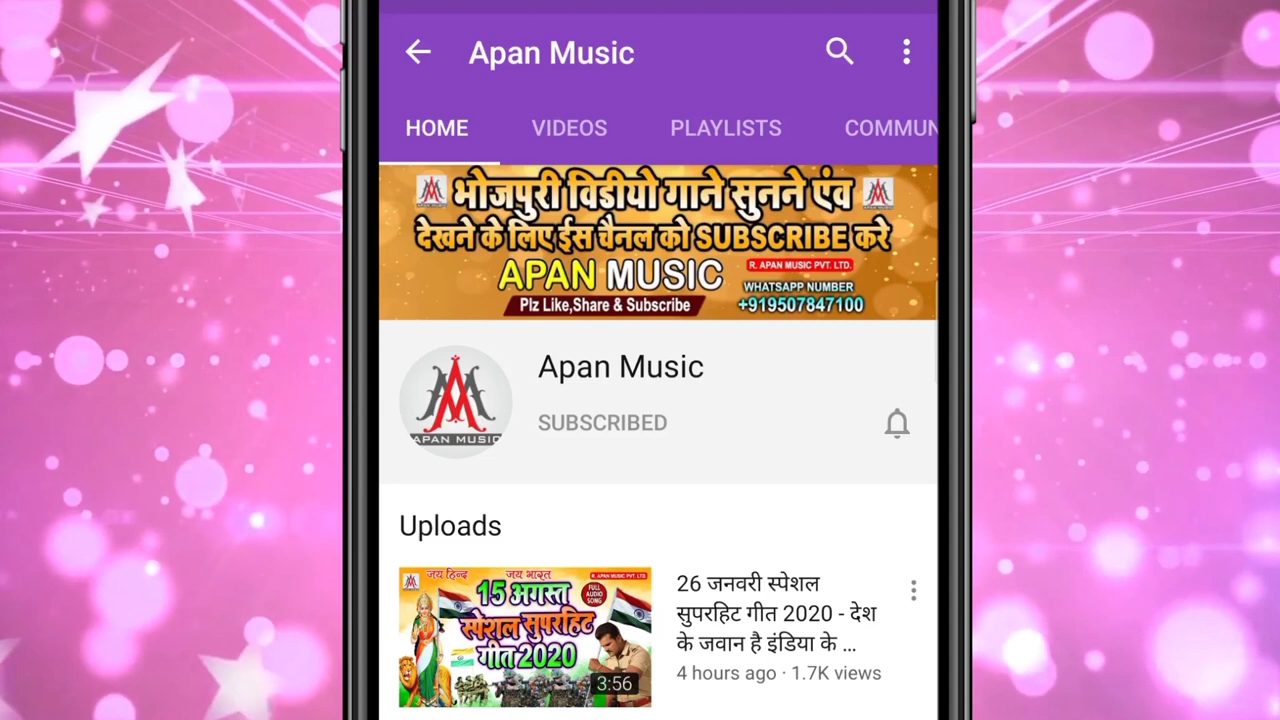 Apan Music
HOME VIDEOS PLAYLISTS COMMUN
भोजपुरी विडीयो गाने सुनने एंव
देखने के लिए ईस चैनल को SUBSCRIBE करे
APAN MUSIC
R. APAN MUSIC PVT. LTD.
WHATSAPP NUMBER
Plz Like,Share & Subscribe
+919507847100
Apan Music
SUBSCRIBED
APAN MUSIC
Uploads
जय हिन्द जय भारत
R. APAN MUSIC PVT. LTD
15 अगस्त
FULL
AUDIO
SONG
स्पेशल सुपरहिट
गीत 2020
3:56
26 जनवरी स्पेशल
सुपरहिट गीत 2020 - देश
के जवान है इंडिया के ...
4 hours ago · 1.7K views